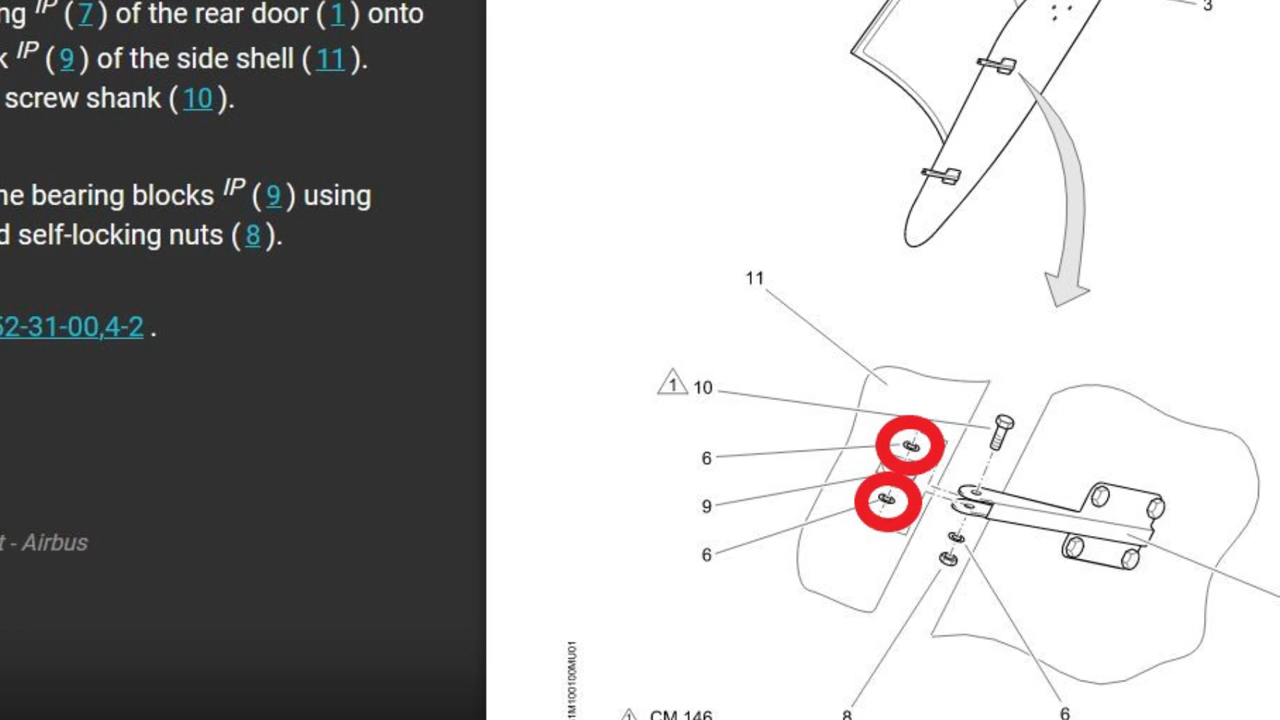 ng IP (7) of the rear door (1) onto
k IP (9) of the side shell (11).
screw shank (10).
ne bearing blocks IP (9) using
d self-locking nuts (8).
52-31-00,4-2 .
t - Airbus
3
11
1 10
6
9
6
1M100100MU01
8
6
1 CM 146